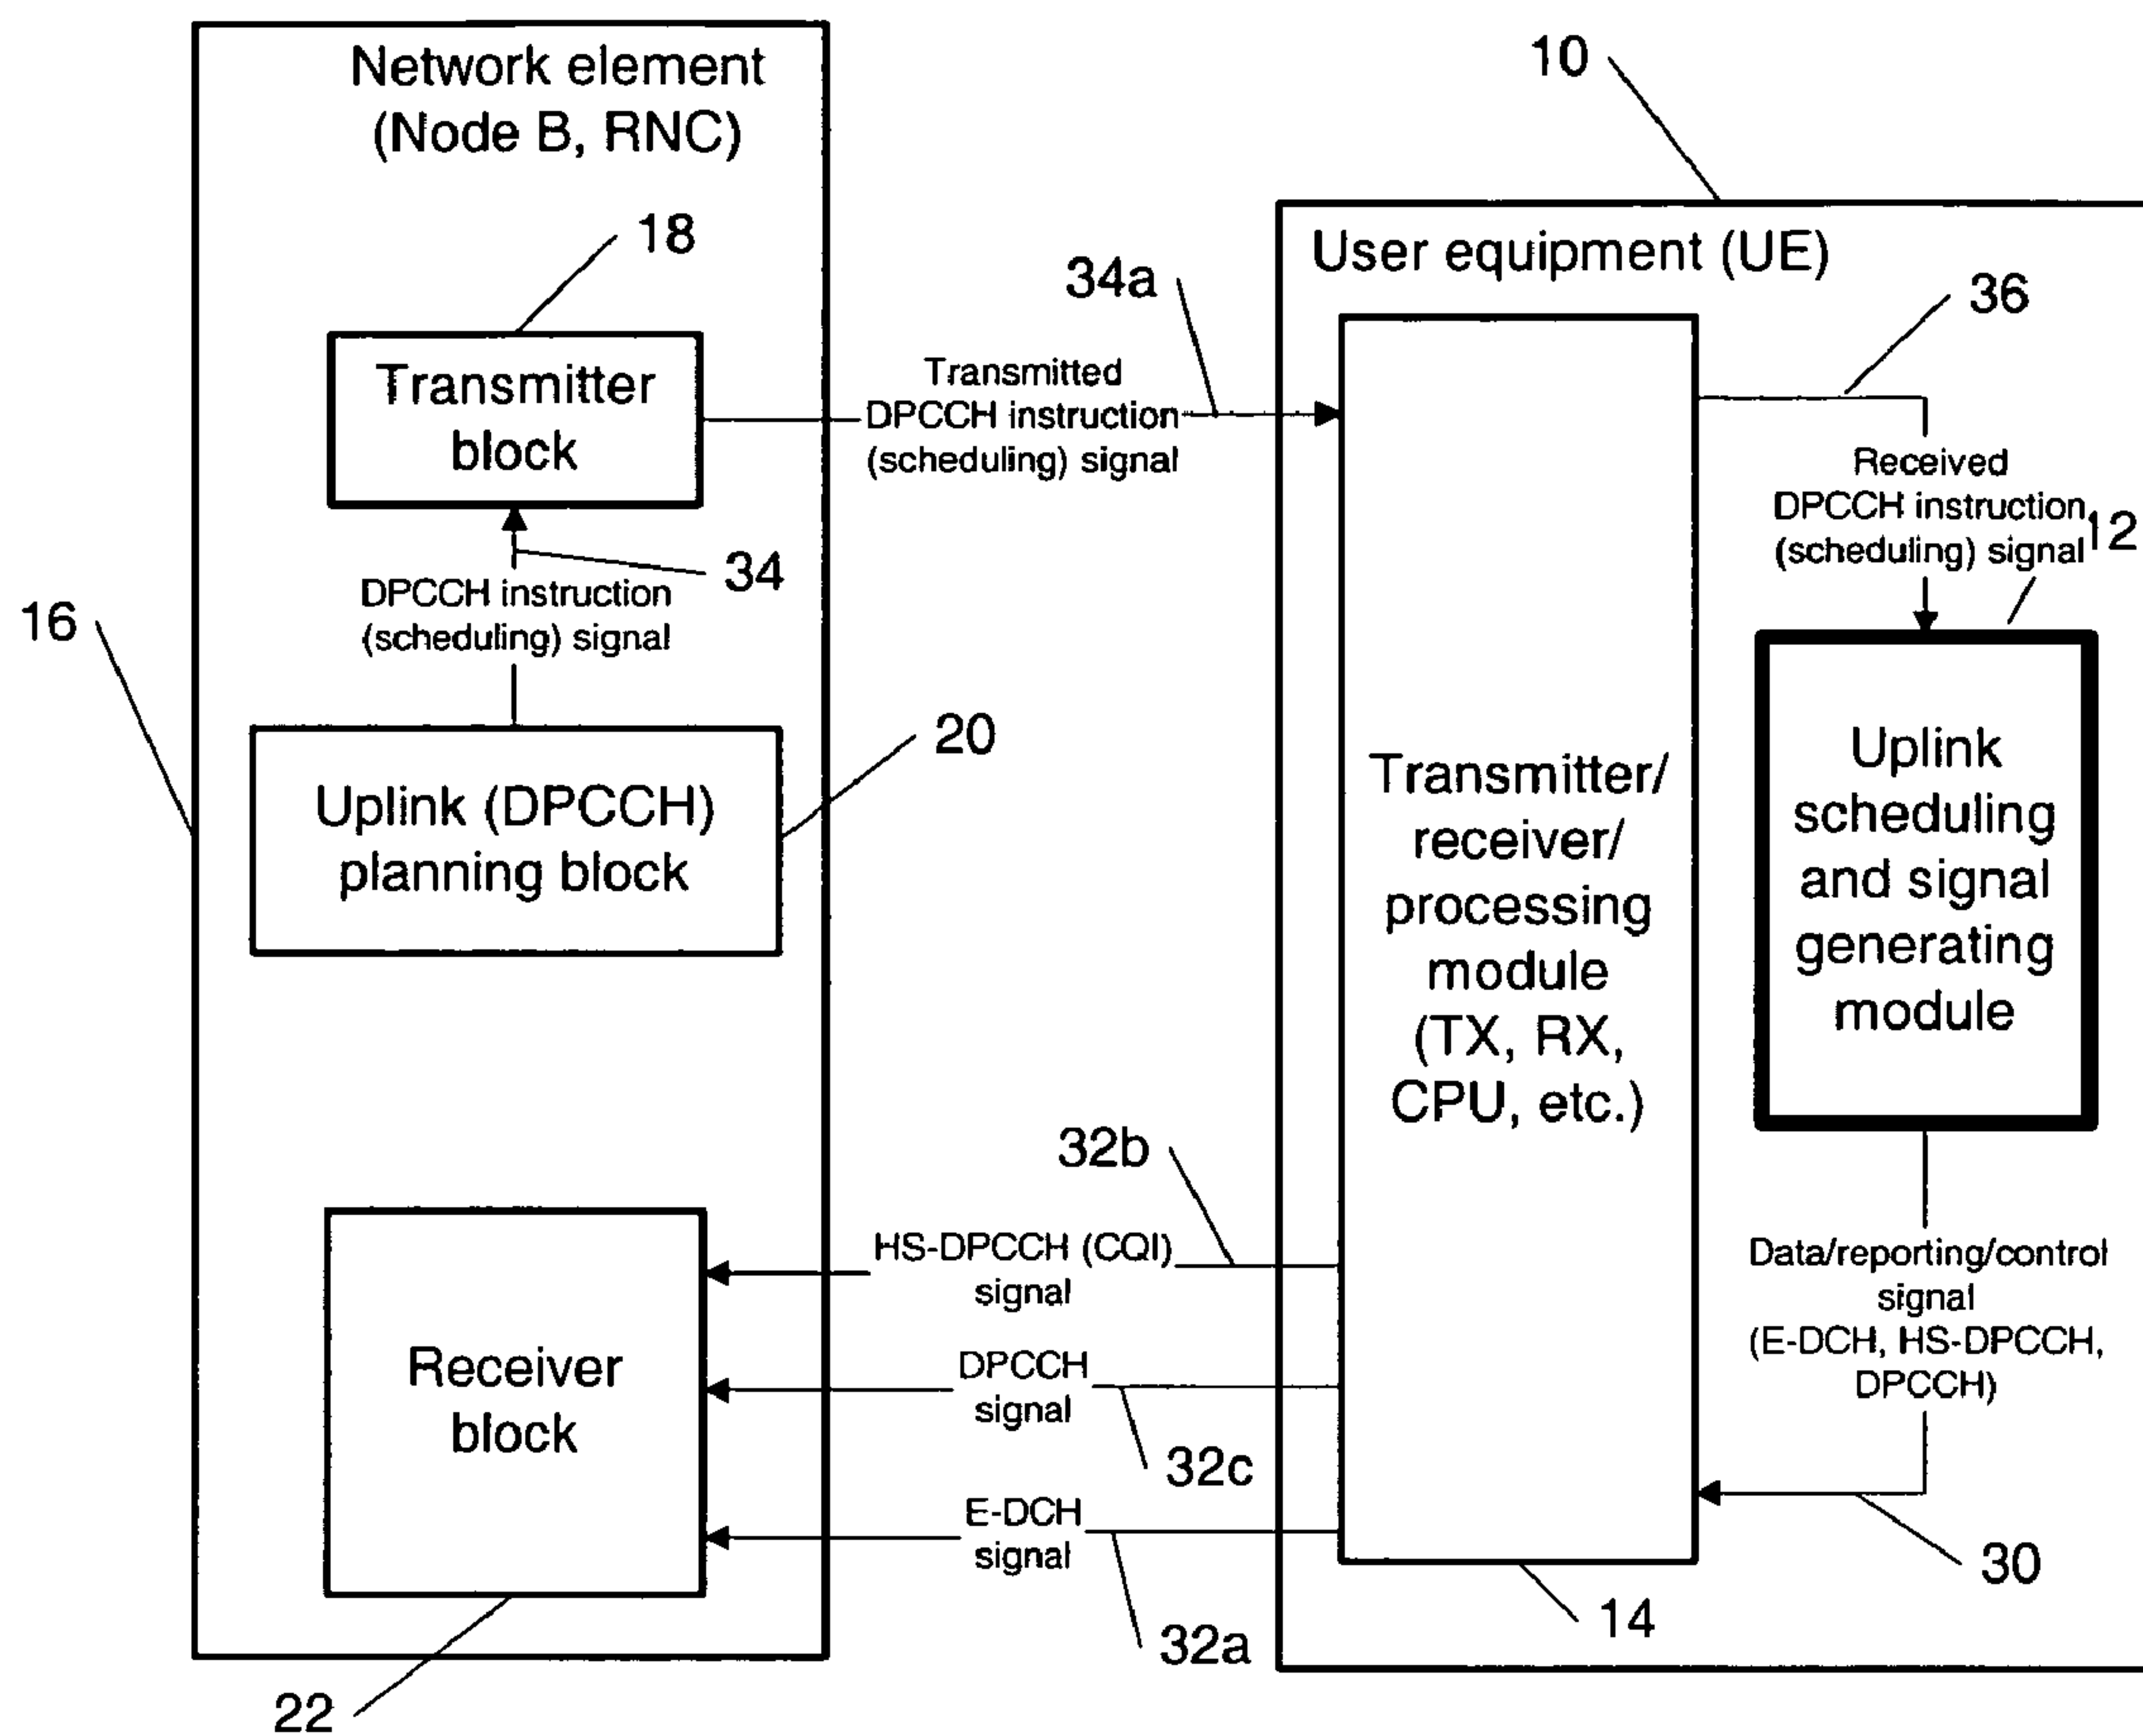 Network element
(Node B, RNC)
10
18
User equipment (UE)
34a
36
Transmitter
block
Transmitted
DPCCH instruction
(scheduling) signal
Received
DPCCH instruction
(scheduling) signal
12
34
DPCCH instruction
(scheduling) signal
16
20
Uplink (DPCCH)
planning block
Transmitter/
receiver/
processing
module
(TX, RX,
CPU, etc.)
Uplink
scheduling
and signal
generating
module
32b
HS-DPCCH (CQI)
signal
Data/reporting/control
signal
(E-DCH, HS-DPCCH,
DPCCH)
Receiver
block
DPCCH
signal
32c
E-DCH
signal
30
14
32a
22